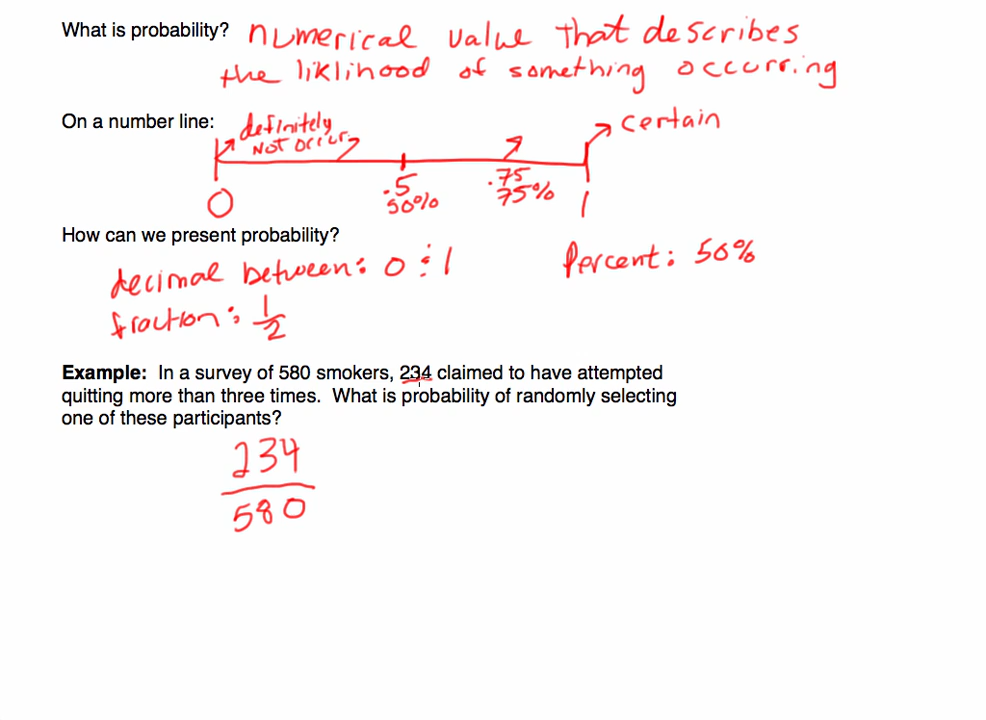 What is probability? numerical value that describes
the liklihood of something occurring
On a number line: definitely certain
NOT occur
.5 .75
0 50% 75% 1
How can we present probability?
decimal between: 0 : 1 Percent: 50%
fraction: 1/2
Example: In a survey of 580 smokers, 234 claimed to have attempted
quitting more than three times. What is probability of randomly selecting
one of these participants?
234
580